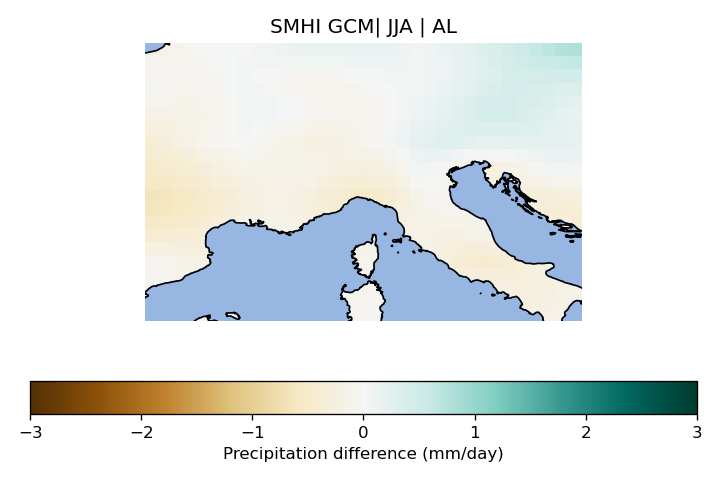 SMHI GCM| JJA | AL
−3 −2 −1 0 1 2 3
Precipitation difference (mm/day)